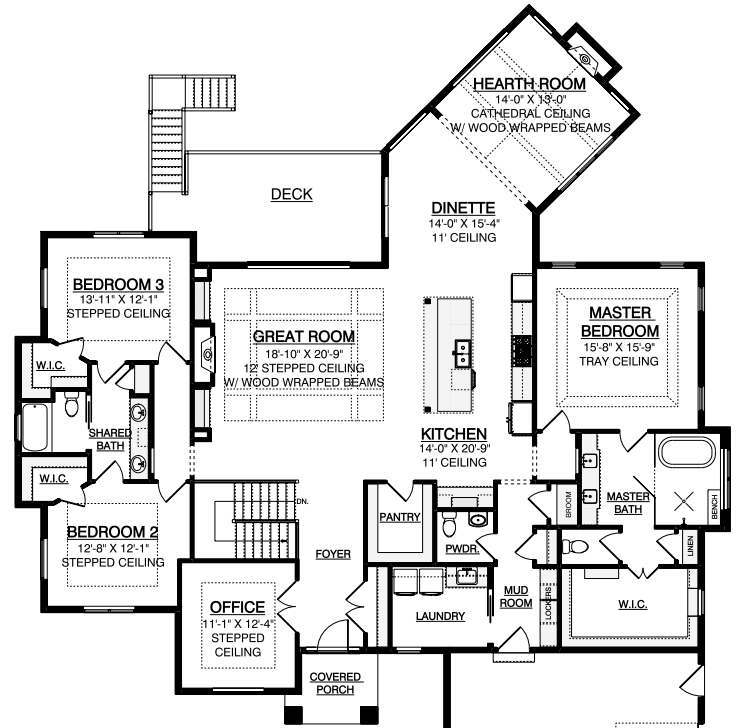 HEARTH ROOM
14'-0" X 13'-0"
CATHEDRAL CEILING
W/ WOOD WRAPPED BEAMS
DECK
DINETTE
14'-0" X 15'-4"
11' CEILING
BEDROOM 3
13'-11" X 12'-1"
STEPPED CEILING
GREAT ROOM
18'-10" X 20'-9"
12' STEPPED CEILING
W/ WOOD WRAPPED BEAMS
MASTER
BEDROOM
15'-8" X 15'-9"
TRAY CEILING
W.I.C.
SHARED
BATH
KITCHEN
14'-0" X 20'-9"
11' CEILING
W.I.C.
BEDROOM 2
12'-8" X 12'-1"
STEPPED CEILING
DN.
PANTRY
BROOM
MASTER
BATH
BENCH
FOYER
PWDR.
LINEN
OFFICE
11'-1" X 12'-4"
STEPPED
CEILING
LAUNDRY
MUD
ROOM
LOCKERS
W.I.C.
COVERED
PORCH